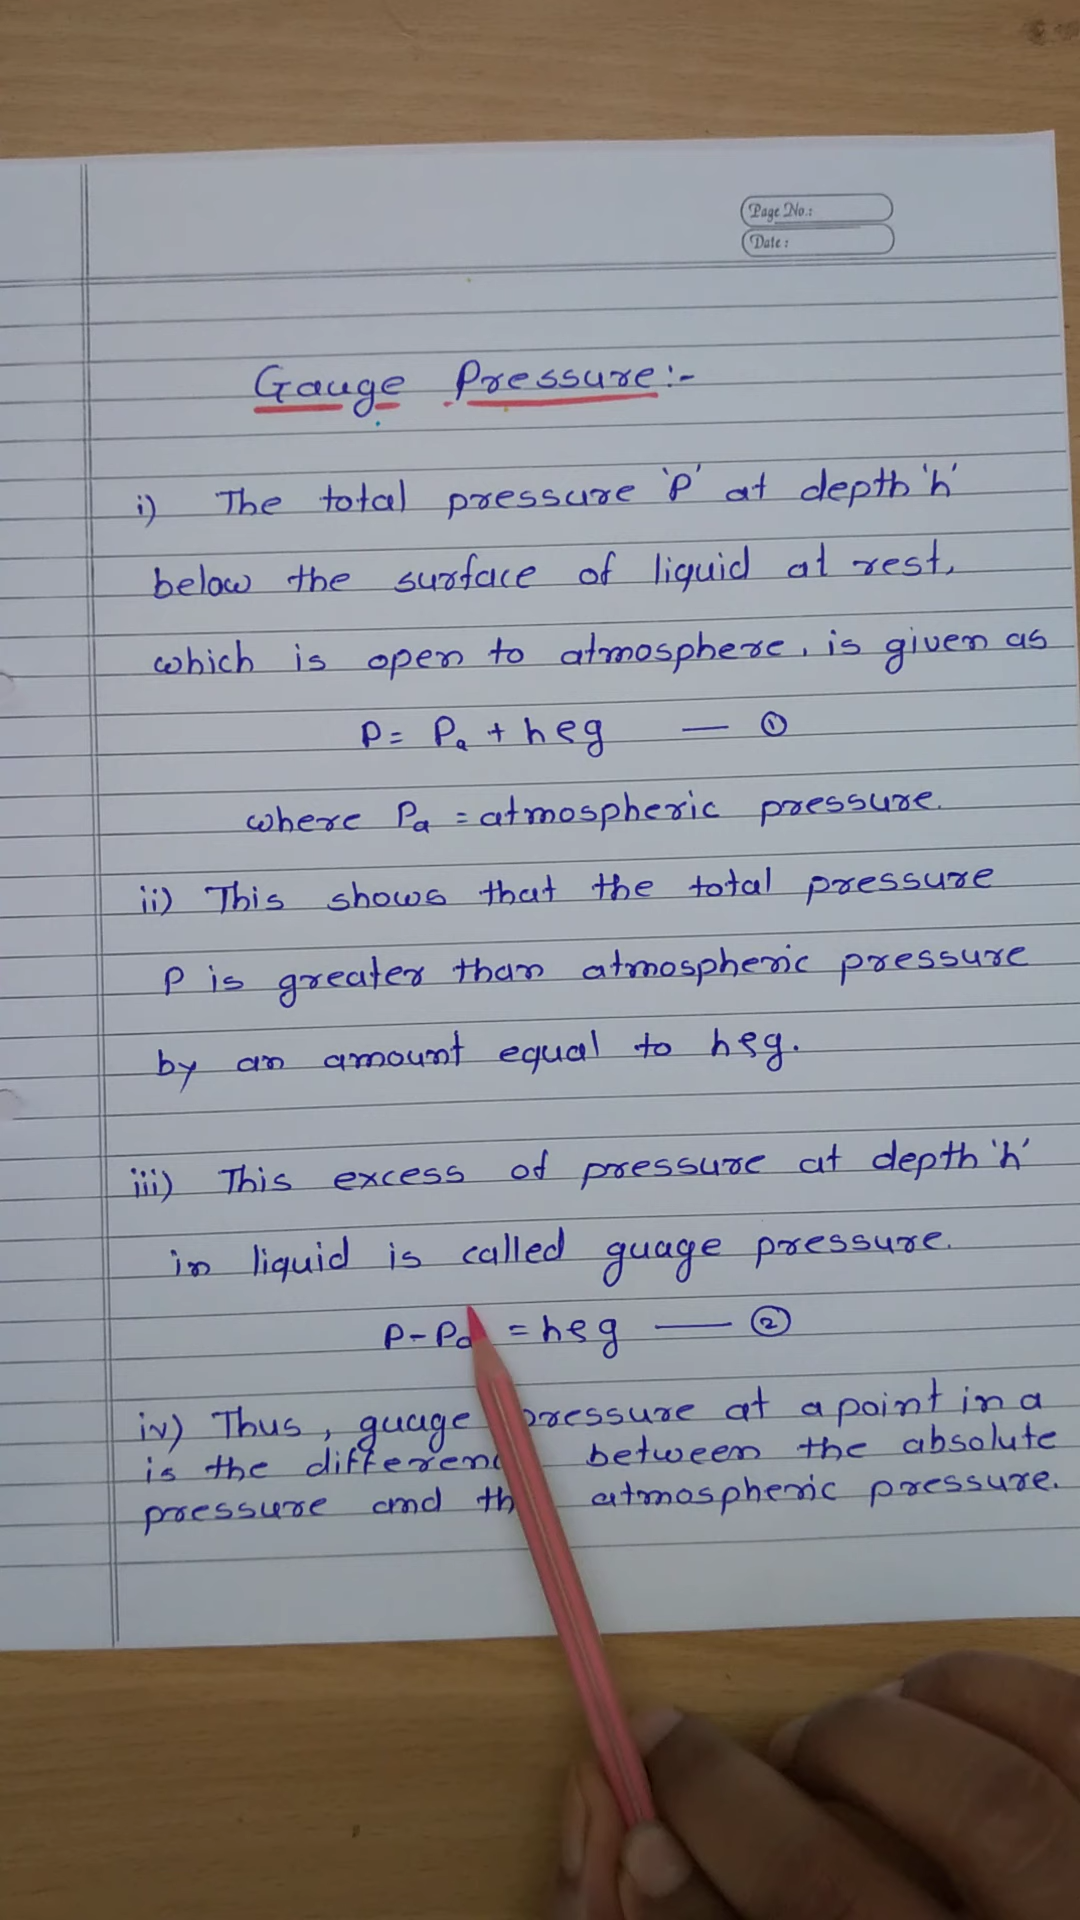 Page No.:
Date:
Gauge Pressure:-
i) The total pressure 'P' at depth 'h'
below the surface of liquid at rest,
which is open to atmosphere, is given as
P = Pa + hρg — ①
where Pa = atmospheric pressure.
ii) This shows that the total pressure
P is greater than atmospheric pressure
by an amount equal to hρg.
iii) This excess of pressure at depth 'h'
in liquid is called guage pressure.
P - Pa = hρg — ②
iv) Thus, guage pressure at a point in a
is the between the absolute
pressure and atmospheric pressure.